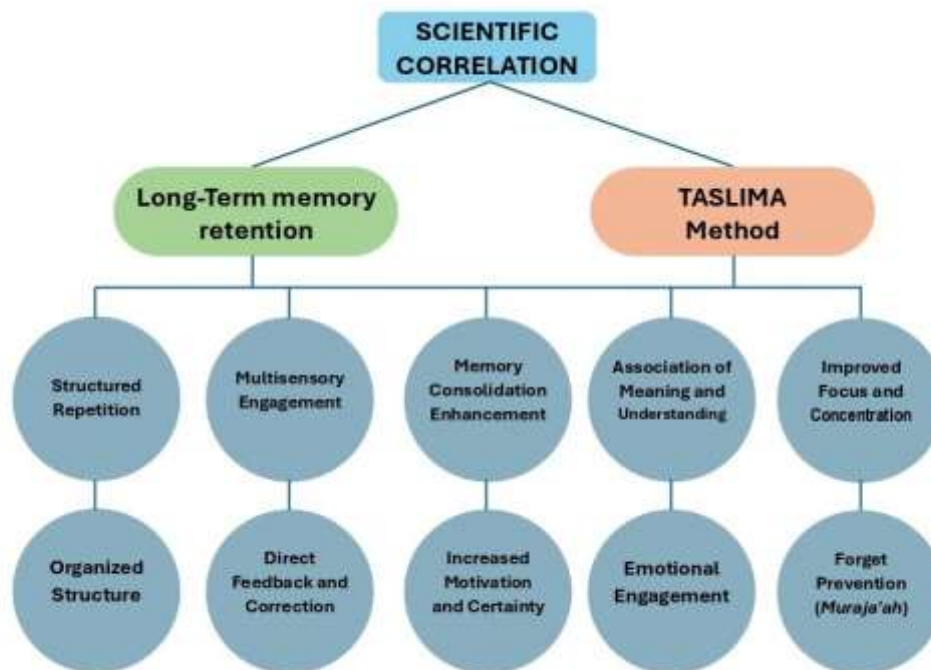 SCIENTIFIC
CORRELATION
Long-Term memory
retention
TASLIMA
Method
Structured
Repetition
Multisensory
Engagement
Memory
Consolidation
Enhancement
Association of
Meaning and
Understanding
Improved
Focus and
Concentration
Organized
Structure
Direct
Feedback and
Correction
Increased
Motivation
and Certainty
Emotional
Engagement
Forget
Prevention
(Muraja'ah)